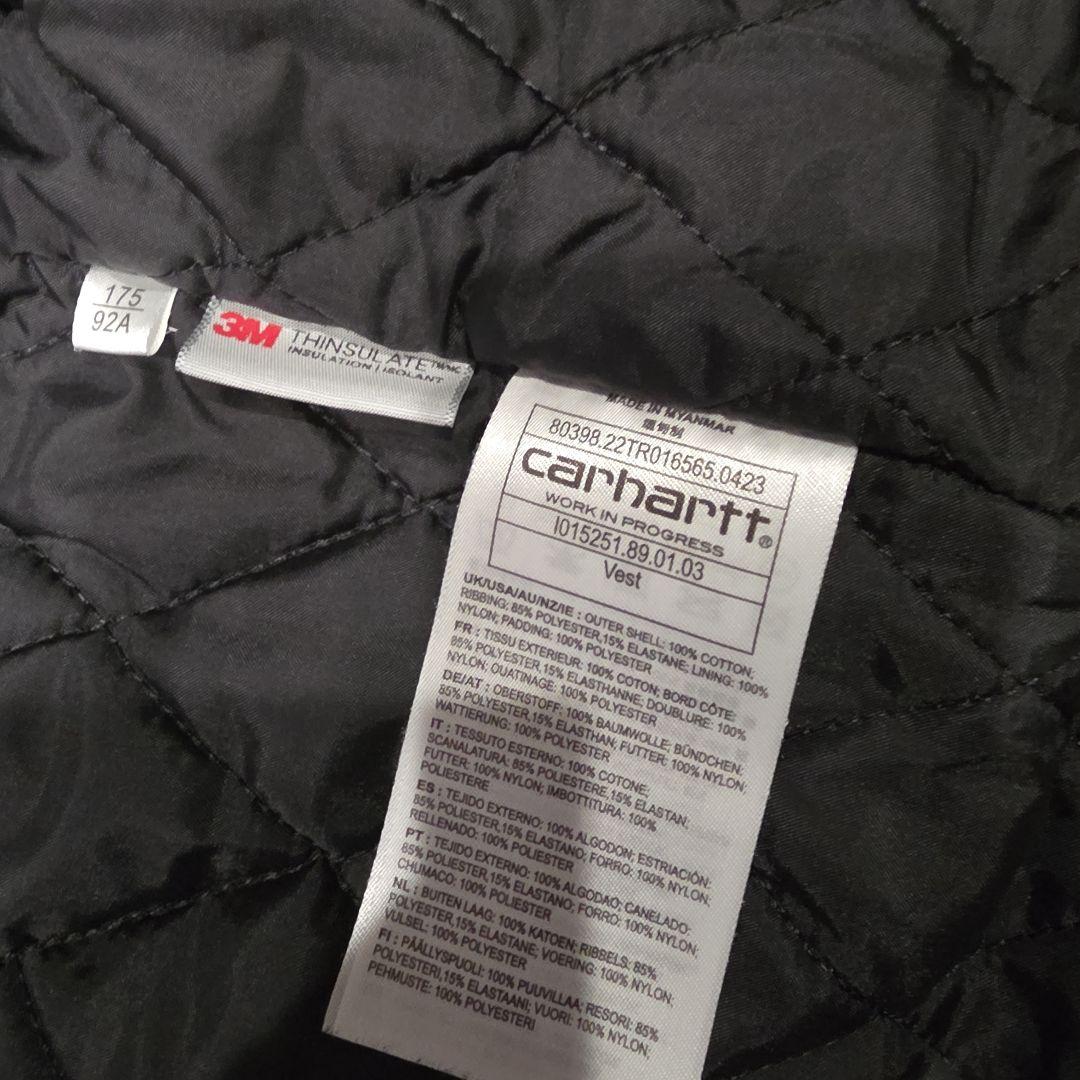 175
92A
3M THINSULATE™/MC
INSULATION | ISOLANT
MADE IN MYANMAR
缅甸制
80398.22TR016565.0423
carhartt®
WORK IN PROGRESS
I015251.89.01.03
Vest
UK/USA/AU/NZ/IE : OUTER SHELL: 100% COTTON;
RIBBING: 85% POLYESTER,15% ELASTANE; LINING: 100%
NYLON; PADDING: 100% POLYESTER
FR : TISSU EXTERIEUR: 100% COTON; BORD CÔTE:
85% POLYESTER,15% ELASTHANNE; DOUBLURE: 100%
NYLON; OUATINAGE: 100% POLYESTER
DE/AT : OBERSTOFF: 100% BAUMWOLLE; BÜNDCHEN:
85% POLYESTER,15% ELASTHAN; FUTTER: 100% NYLON;
WATTIERUNG: 100% POLYESTER
IT : TESSUTO ESTERNO: 100% COTONE;
SCANALATURA: 85% POLIESTERE,15% ELASTAN;
FUTTER: 100% NYLON; IMBOTTITURA: 100%
POLIESTERE
ES : TEJIDO EXTERNO: 100% ALGODON; ESTRIACIÓN:
85% POLIESTER,15% ELASTANO; FORRO: 100% NYLON;
RELLENADO: 100% POLIESTER
PT : TEJIDO EXTERNO: 100% ALGODAO; CANELADO:
85% POLIESTER,15% ELASTANO; FORRO: 100% NYLON;
CHUMACO: 100% POLIESTER
NL : BUITEN LAAG: 100% KATOEN; RIBBELS: 85%
POLYESTER,15% ELASTANE; VOERING: 100% NYLON;
VULSEL: 100% POLYESTER
FI : PÄÄLLYSPUOLI: 100% PUUVILLAA; RESORI: 85%
POLYESTERI,15% ELASTAANI; VUORI: 100% NYLON;
PEHMUSTE: 100% POLYESTERI